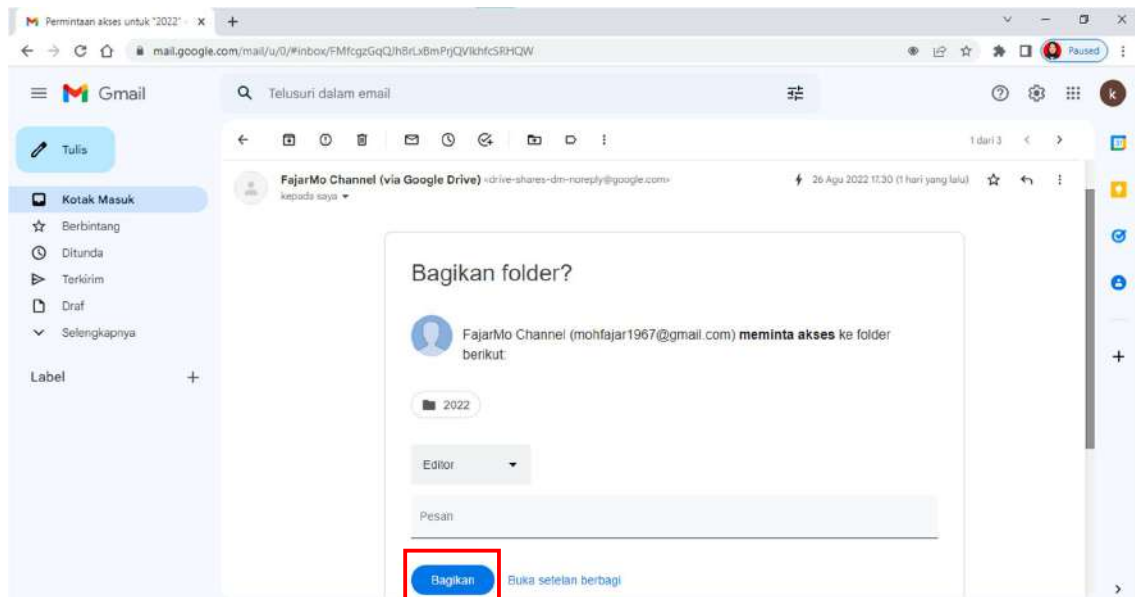 Permintaan akses untuk "2022" -
mail.google.com/mail/u/0/#inbox/FMfcgzGqQJhBrLxBmPrjQVlkhfcSRHQW
Paused
Gmail
Telusuri dalam email
k
Tulis
1 dari 3
Kotak Masuk
Berbintang
Ditunda
Terkirim
Draf
Selengkapnya
Label
FajarMo Channel (via Google Drive) <drive-shares-dm-noreply@google.com>
26 Agu 2022 17.30 (1 hari yang lalu)
kepada saya
Bagikan folder?
FajarMo Channel (mohfajar1967@gmail.com) meminta akses ke folder
berikut:
2022
Editor
Pesan
Bagikan
Buka setelan berbagi